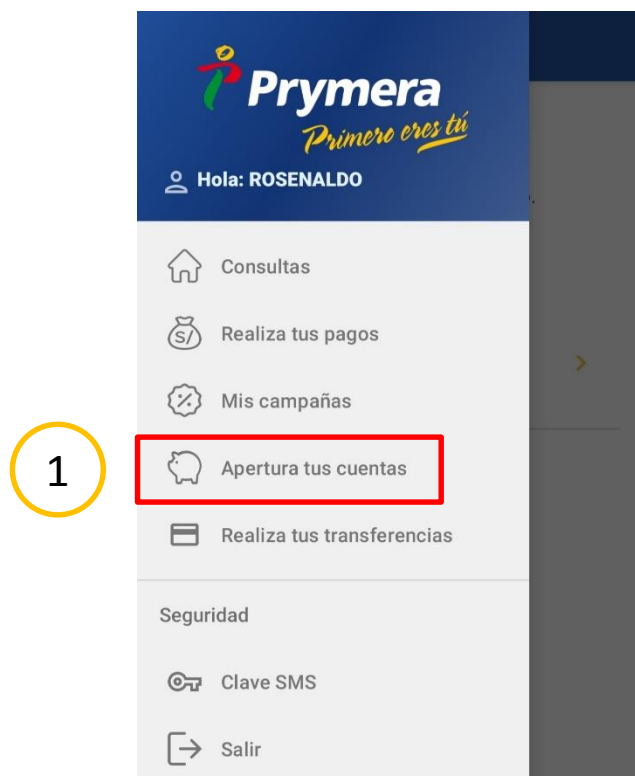 Prymera
Primero eres tú
Hola: ROSENALDO
Consultas
S/
Realiza tus pagos
Mis campañas
1
Apertura tus cuentas
Realiza tus transferencias
Seguridad
Clave SMS
Salir